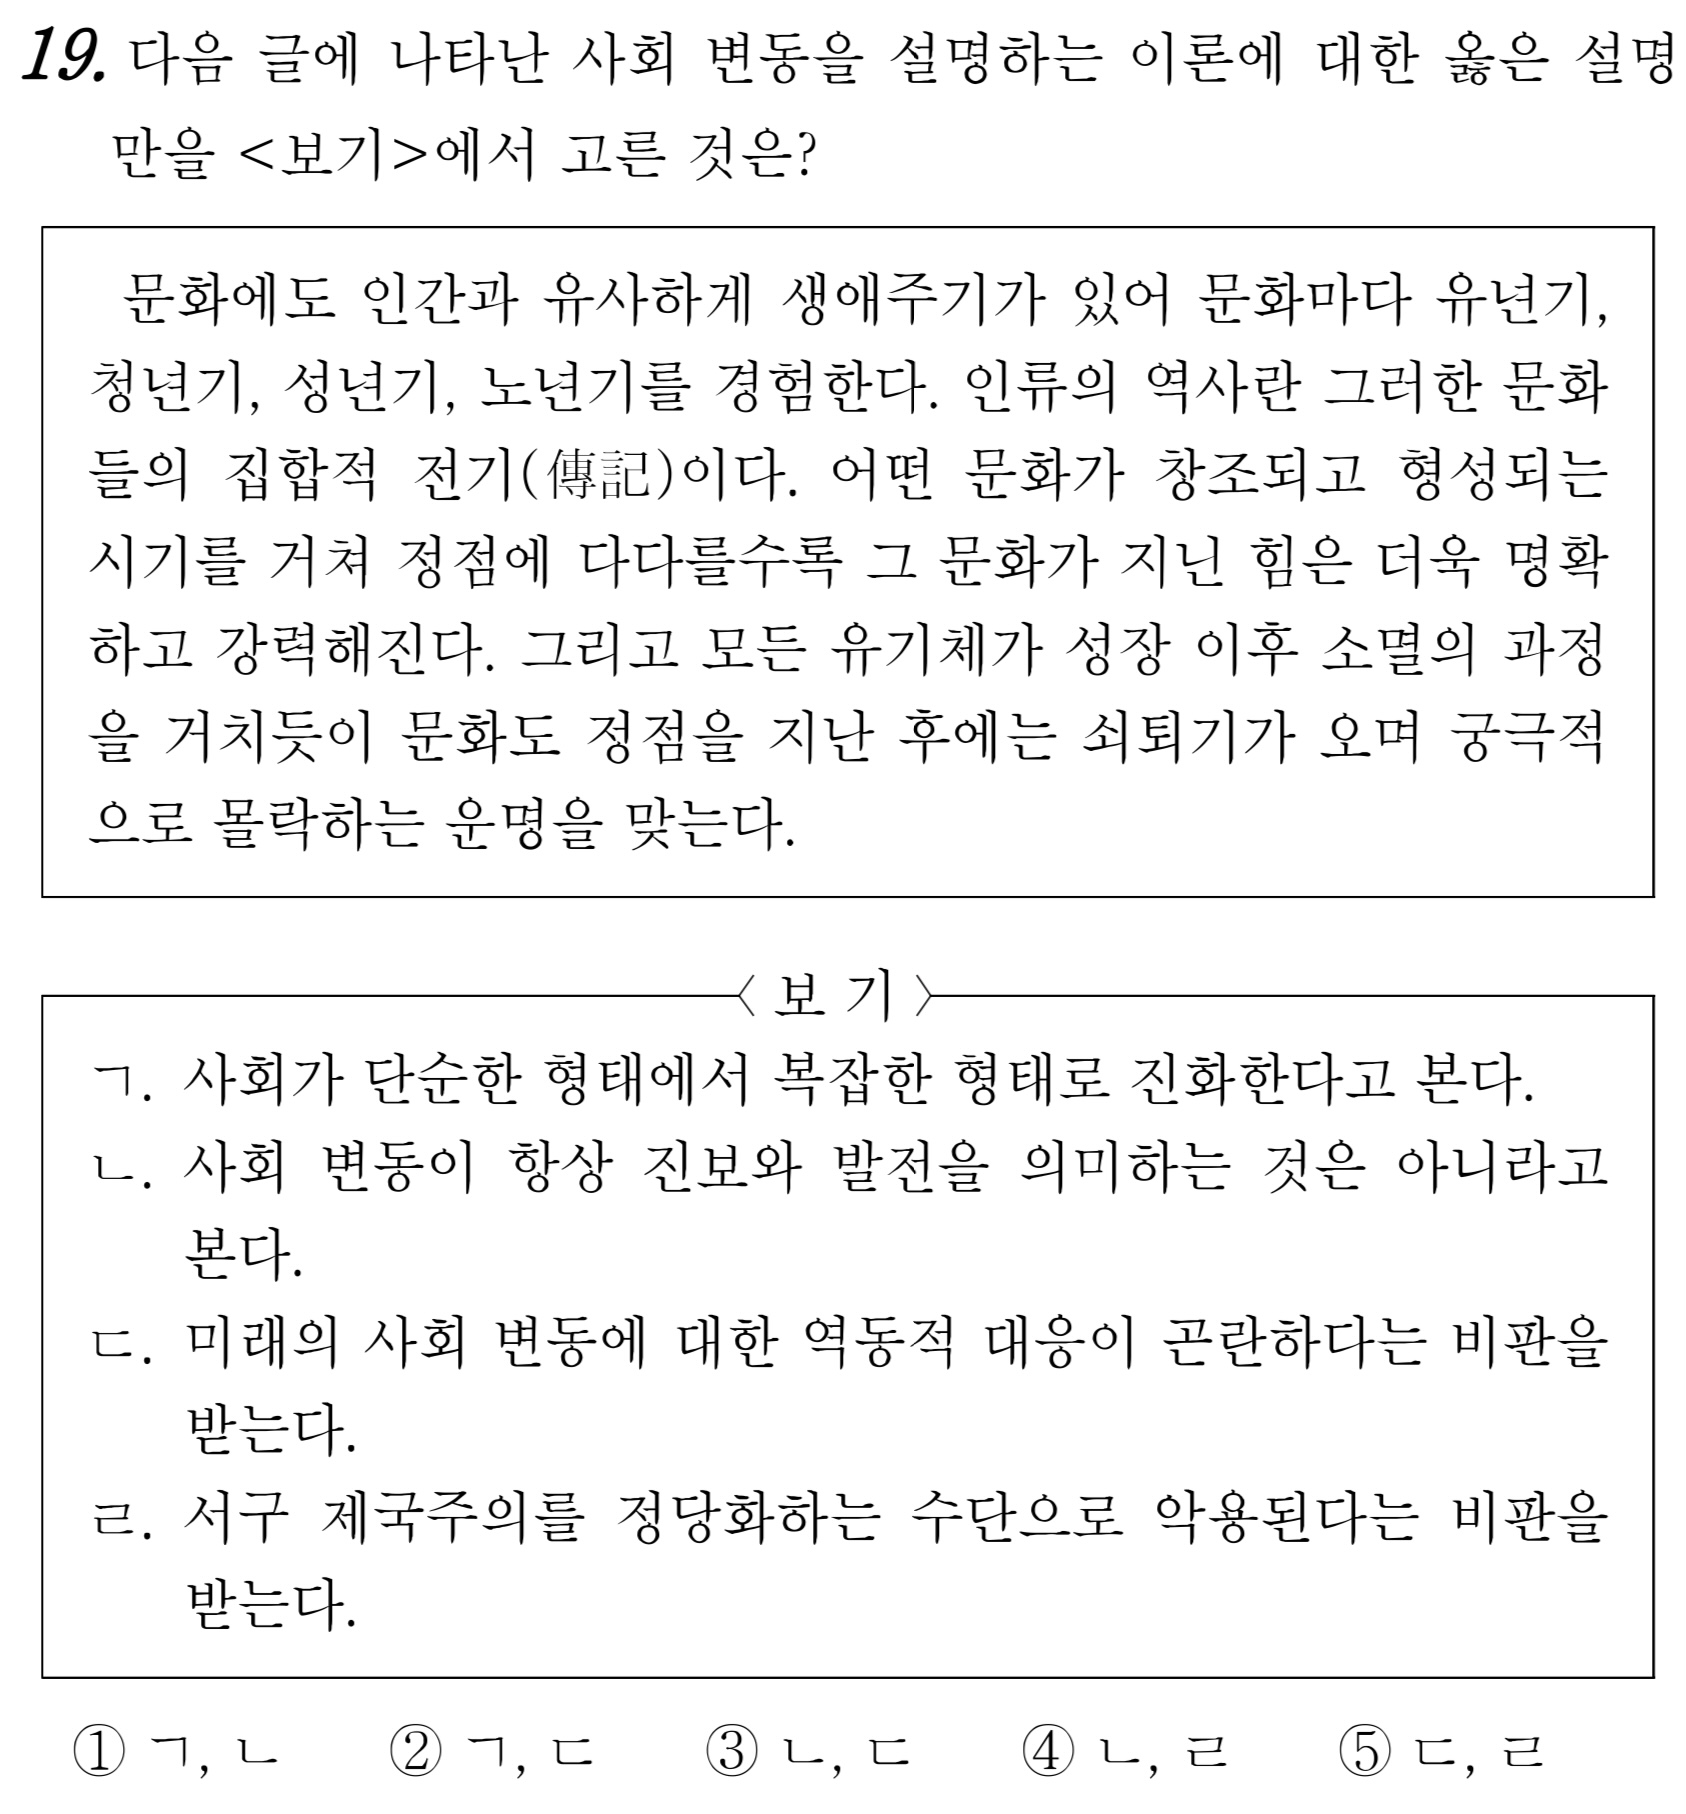 19. 다음 글에 나타난 사회 변동을 설명하는 이론에 대한 옳은 설명
만을 <보기>에서 고른 것은?
문화에도 인간과 유사하게 생애주기가 있어 문화마다 유년기,
청년기, 성년기, 노년기를 경험한다. 인류의 역사란 그러한 문화
들의 집합적 전기(傳記)이다. 어떤 문화가 창조되고 형성되는
시기를 거쳐 정점에 다다를수록 그 문화가 지닌 힘은 더욱 명확
하고 강력해진다. 그리고 모든 유기체가 성장 이후 소멸의 과정
을 거치듯이 문화도 정점을 지난 후에는 쇠퇴기가 오며 궁극적
으로 몰락하는 운명을 맞는다.
〈 보 기 〉
ㄱ. 사회가 단순한 형태에서 복잡한 형태로 진화한다고 본다.
ㄴ. 사회 변동이 항상 진보와 발전을 의미하는 것은 아니라고
본다.
ㄷ. 미래의 사회 변동에 대한 역동적 대응이 곤란하다는 비판을
받는다.
ㄹ. 서구 제국주의를 정당화하는 수단으로 악용된다는 비판을
받는다.
① ㄱ, ㄴ ② ㄱ, ㄷ ③ ㄴ, ㄷ ④ ㄴ, ㄹ ⑤ ㄷ, ㄹ